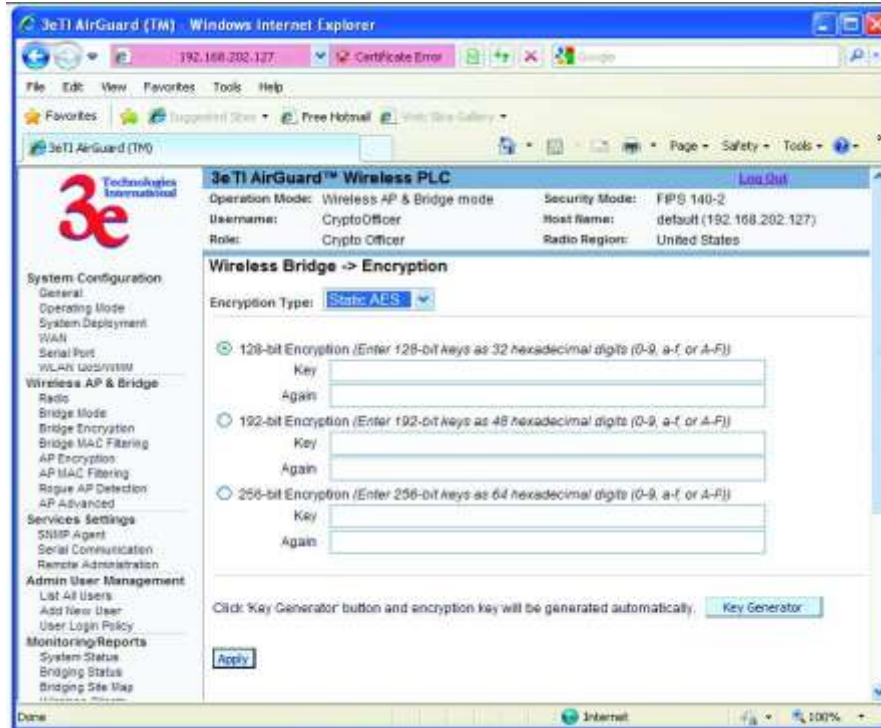 3eTI AirGuard (TM) - Windows Internet Explorer
192.168.202.127 Certificate Error Google
File Edit View Favorites Tools Help
Favorites Suggested Sites Free Hotmail Web Slice Gallery
3eTI AirGuard (TM) Page Safety Tools
3e Technologies International
3eTI AirGuard™ Wireless PLC Log Out
Operation Mode: Wireless AP & Bridge mode Security Mode: FIPS 140-2
Username: CryptoOfficer Host Name: default (192.168.202.127)
Role: Crypto Officer Radio Region: United States
System Configuration
General
Operating Mode
System Deployment
WAN
Serial Port
WLAN QoS/WMM
Wireless AP & Bridge
Radio
Bridge Mode
Bridge Encryption
Bridge MAC Filtering
AP Encryption
AP MAC Filtering
Rogue AP Detection
AP Advanced
Services Settings
SNMP Agent
Serial Communication
Remote Administration
Admin User Management
List All Users
Add New User
User Login Policy
Monitoring/Reports
System Status
Bridging Status
Bridging Site Map
Wireless Bridge -> Encryption
Encryption Type: Static AES
128-bit Encryption (Enter 128-bit keys as 32 hexadecimal digits (0-9, a-f, or A-F))
Key
Again
192-bit Encryption (Enter 192-bit keys as 48 hexadecimal digits (0-9, a-f, or A-F))
Key
Again
256-bit Encryption (Enter 256-bit keys as 64 hexadecimal digits (0-9, a-f, or A-F))
Key
Again
Click 'Key Generator' button and encryption key will be generated automatically. Key Generator
Apply
Done Internet 100%